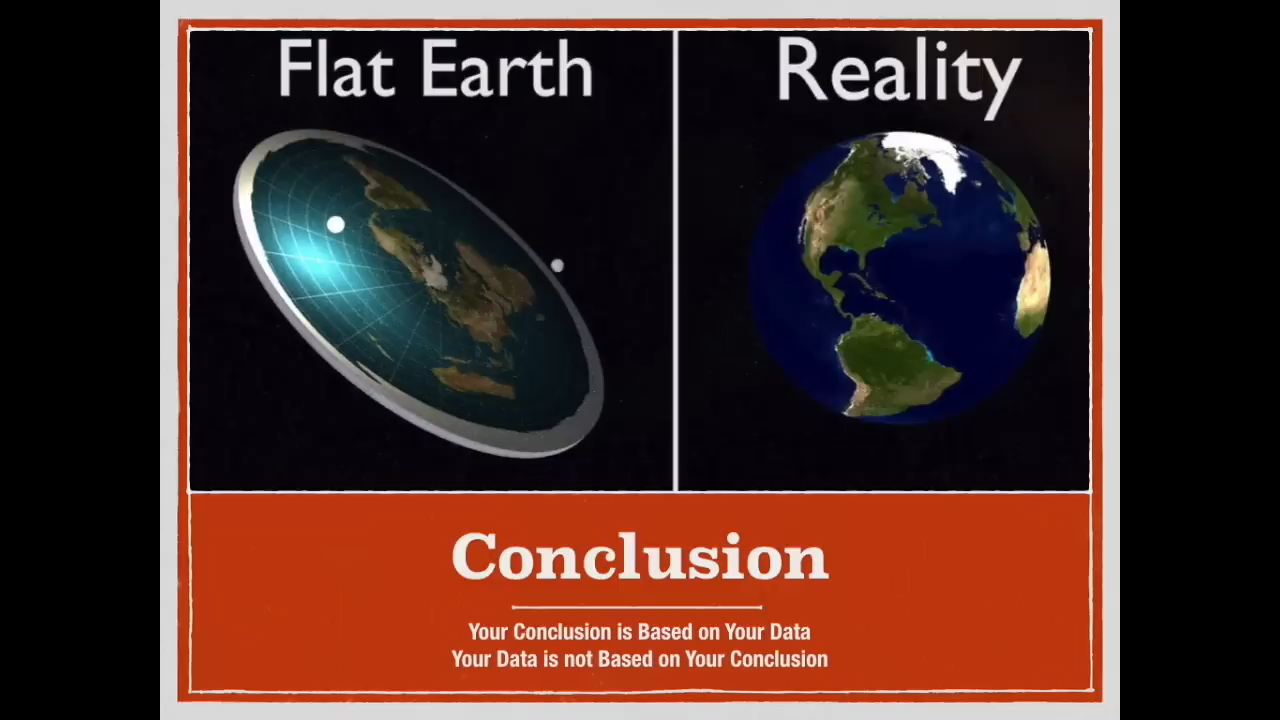 Flat Earth
Reality
Conclusion
Your Conclusion is Based on Your Data
Your Data is not Based on Your Conclusion